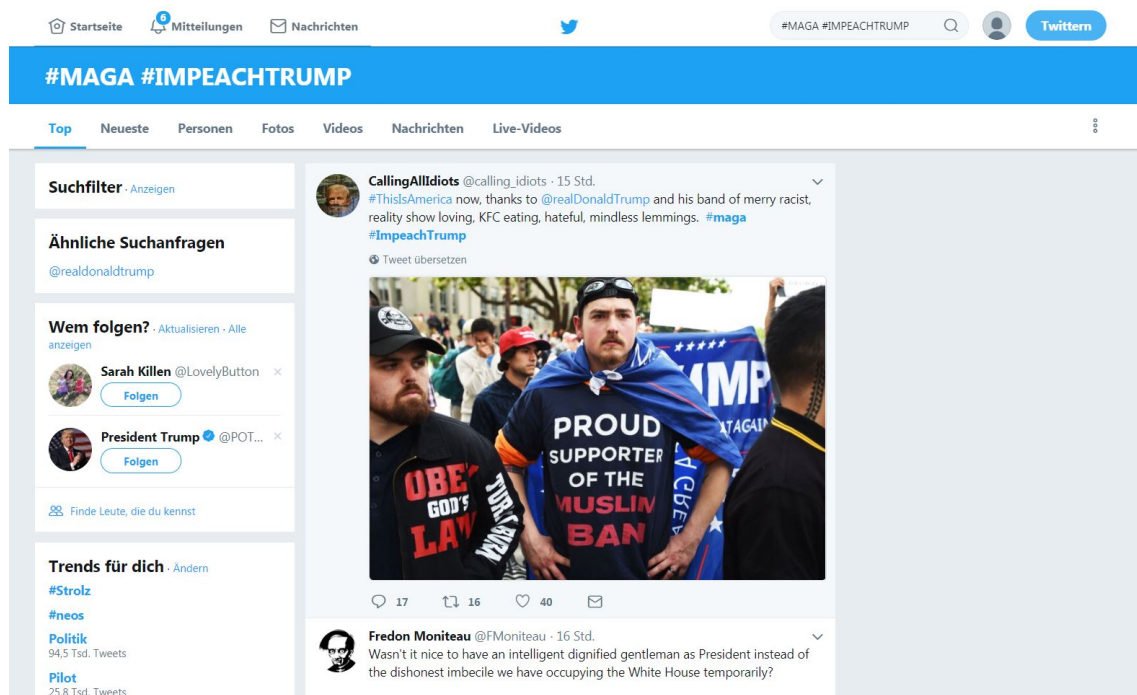 Startseite
6
Mitteilungen
Nachrichten
#MAGA #IMPEACHTRUMP
Twittern
#MAGA #IMPEACHTRUMP
Top Neueste Personen Fotos Videos Nachrichten Live-Videos
Suchfilter · Anzeigen
Ähnliche Suchanfragen
@realdonaldtrump
Wem folgen? · Aktualisieren · Alle
anzeigen
Sarah Killen @LovelyButton ×
Folgen
President Trump @POT... ×
Folgen
Finde Leute, die du kennst
Trends für dich · Ändern
#Strolz
#neos
Politik
94,5 Tsd. Tweets
Pilot
25,8 Tsd. Tweets
CallingAllIdiots @calling_idiots · 15 Std.
#ThisIsAmerica now, thanks to @realDonaldTrump and his band of merry racist,
reality show loving, KFC eating, hateful, mindless lemmings. #maga
#ImpeachTrump
Tweet übersetzen
OBEY
GOD'S
LAW
TURN
BURN
PROUD
SUPPORTER
OF THE
MUSLIM
BAN
UMP
AT AGAIN
A GREA
17 16 40
Fredon Moniteau @FMoniteau · 16 Std.
Wasn't it nice to have an intelligent dignified gentleman as President instead of
the dishonest imbecile we have occupying the White House temporarily?